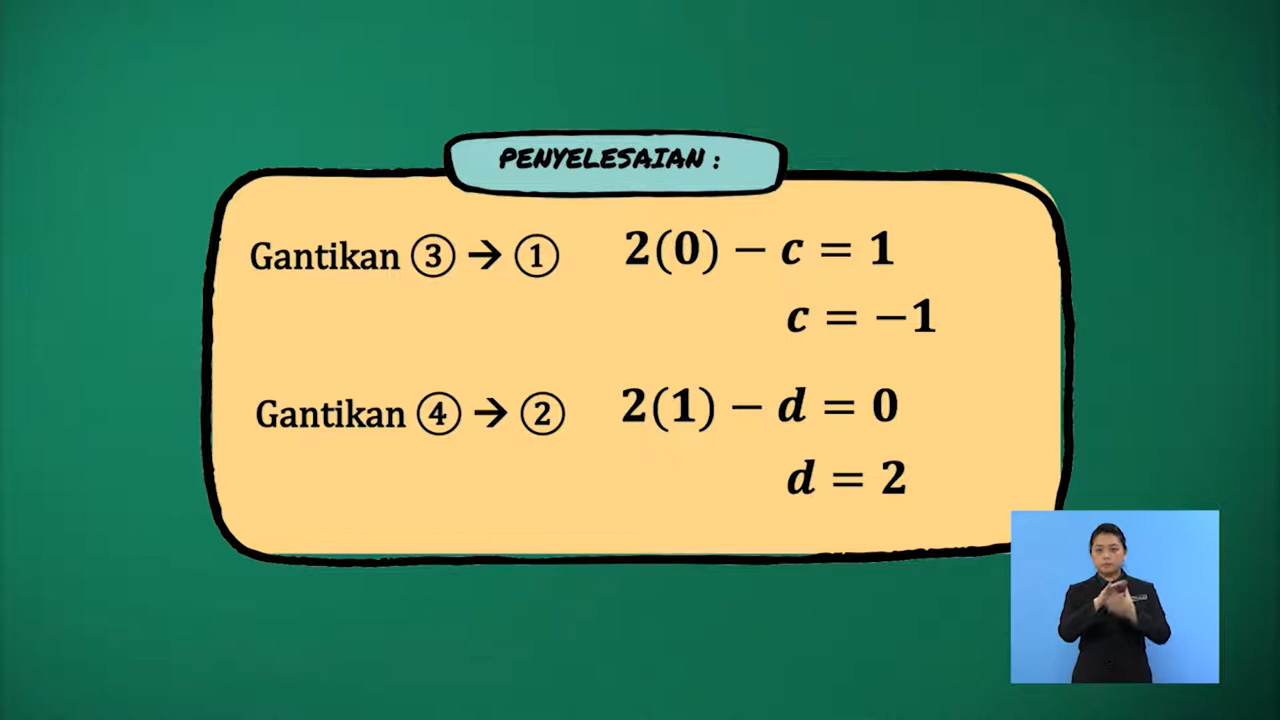 PENYELESAIAN :
Gantikan ③ → ① 2(0) − c = 1
c = −1
Gantikan ④ → ② 2(1) − d = 0
d = 2